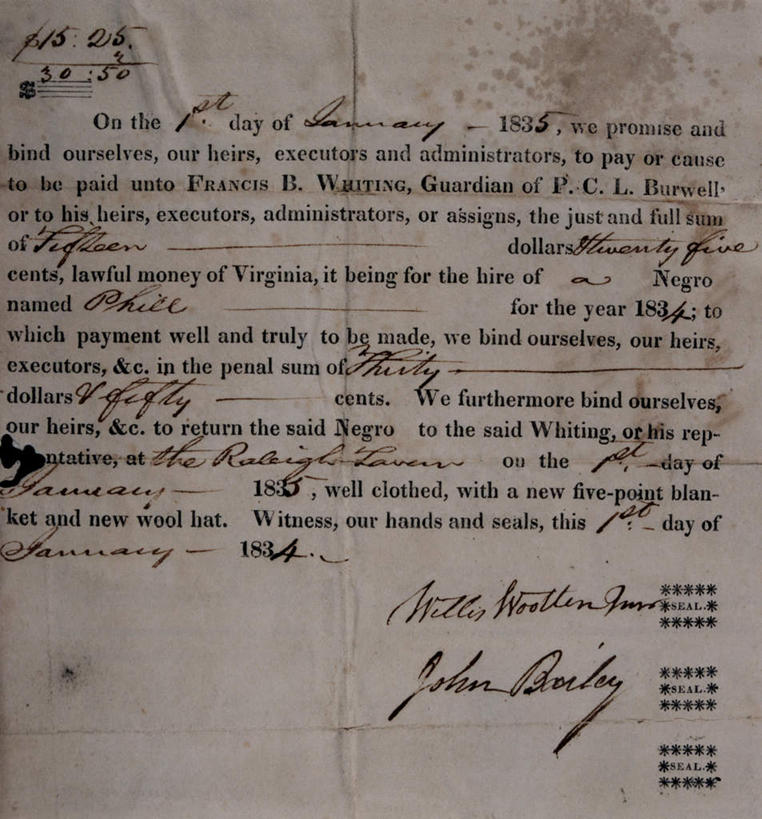 $15: 25.
2
$30:50
On the 1st. day of January - 1835, we promise and
bind ourselves, our heirs, executors and administrators, to pay or cause
to be paid unto FRANCIS B. WHITING, Guardian of P. C. L. Burwell,
or to his heirs, executors, administrators, or assigns, the just and full sum
of Fifteen dollars & twenty five
cents, lawful money of Virginia, it being for the hire of a Negro
named Phill for the year 1834; to
which payment well and truly to be made, we bind ourselves, our heirs,
executors, &c. in the penal sum of Thirty
dollars & fifty cents. We furthermore bind ourselves,
our heirs, &c. to return the said Negro to the said Whiting, or his rep-
ntative, at the Raleigh Tavern on the 1st. day of
January 1835, well clothed, with a new five-point blan-
ket and new wool hat. Witness, our hands and seals, this 1st day of
January 1834.
Willis Wootten Junr *SEAL.*
John Bailey *SEAL.*
*SEAL.*